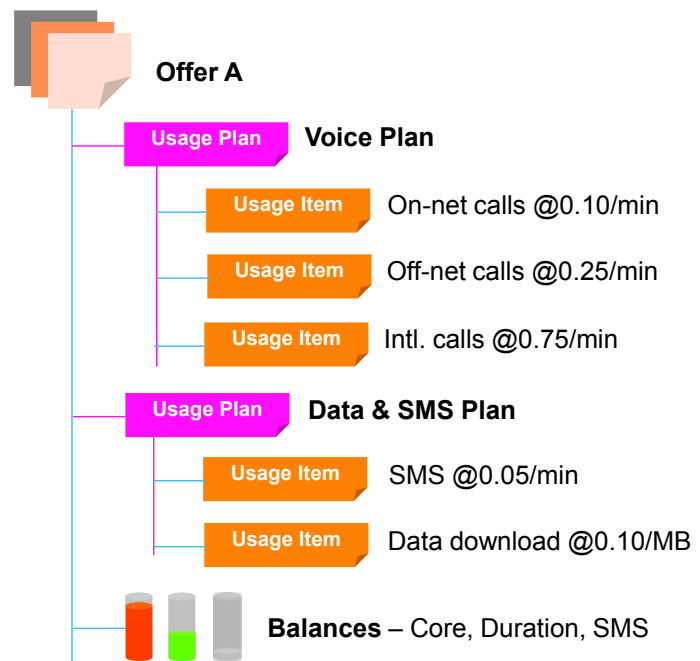 Offer A
Usage Plan Voice Plan
Usage Item On-net calls @0.10/min
Usage Item Off-net calls @0.25/min
Usage Item Intl. calls @0.75/min
Usage Plan Data & SMS Plan
Usage Item SMS @0.05/min
Usage Item Data download @0.10/MB
Balances – Core, Duration, SMS